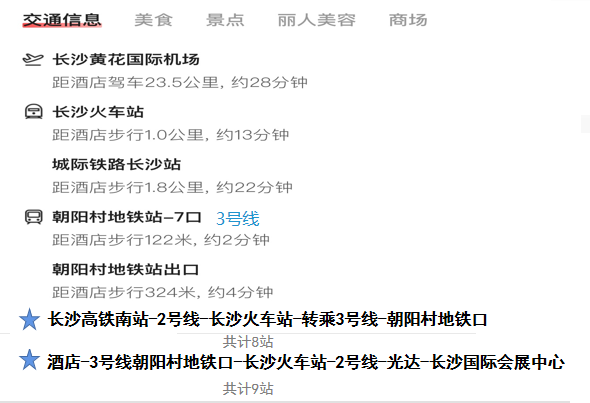 交通信息 美食 景点 丽人美容 商场
长沙黄花国际机场
距酒店驾车23.5公里, 约28分钟
长沙火车站
距酒店步行1.0公里, 约13分钟
城际铁路长沙站
距酒店步行1.8公里, 约22分钟
朝阳村地铁站-7口 3号线
距酒店步行122米, 约2分钟
朝阳村地铁站出口
距酒店步行324米, 约4分钟
长沙高铁南站-2号线-长沙火车站-转乘3号线-朝阳村地铁口
共计8站
酒店-3号线朝阳村地铁口-长沙火车站-2号线-光达-长沙国际会展中心
共计9站